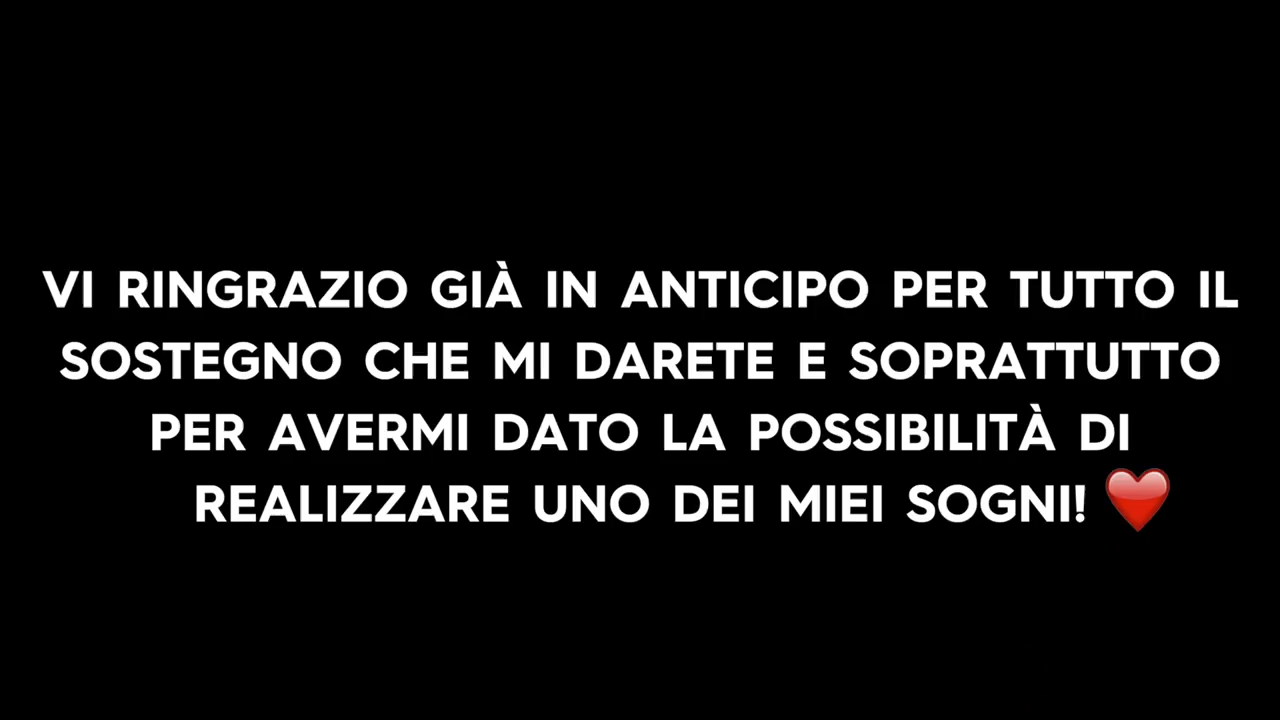 VI RINGRAZIO GIÀ IN ANTICIPO PER TUTTO IL
SOSTEGNO CHE MI DARETE E SOPRATTUTTO
PER AVERMI DATO LA POSSIBILITÀ DI
REALIZZARE UNO DEI MIEI SOGNI! ❤️